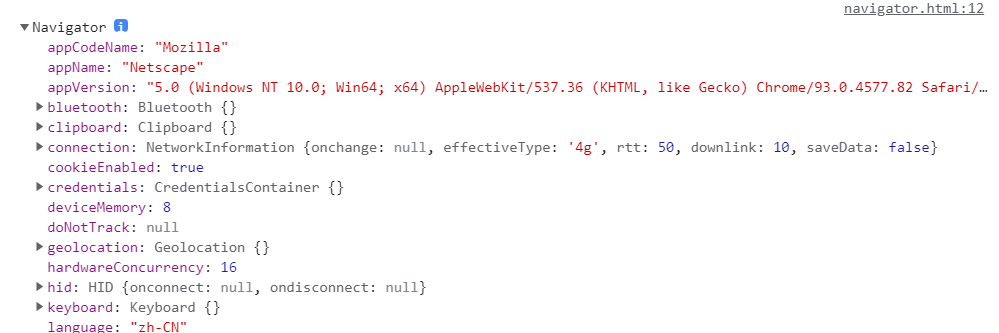 navigator.html:12
Navigator i
appCodeName: "Mozilla"
appName: "Netscape"
appVersion: "5.0 (Windows NT 10.0; Win64; x64) AppleWebKit/537.36 (KHTML, like Gecko) Chrome/93.0.4577.82 Safari/…
bluetooth: Bluetooth {}
clipboard: Clipboard {}
connection: NetworkInformation {onchange: null, effectiveType: '4g', rtt: 50, downlink: 10, saveData: false}
cookieEnabled: true
credentials: CredentialsContainer {}
deviceMemory: 8
doNotTrack: null
geolocation: Geolocation {}
hardwareConcurrency: 16
hid: HID {onconnect: null, ondisconnect: null}
keyboard: Keyboard {}
language: "zh-CN"